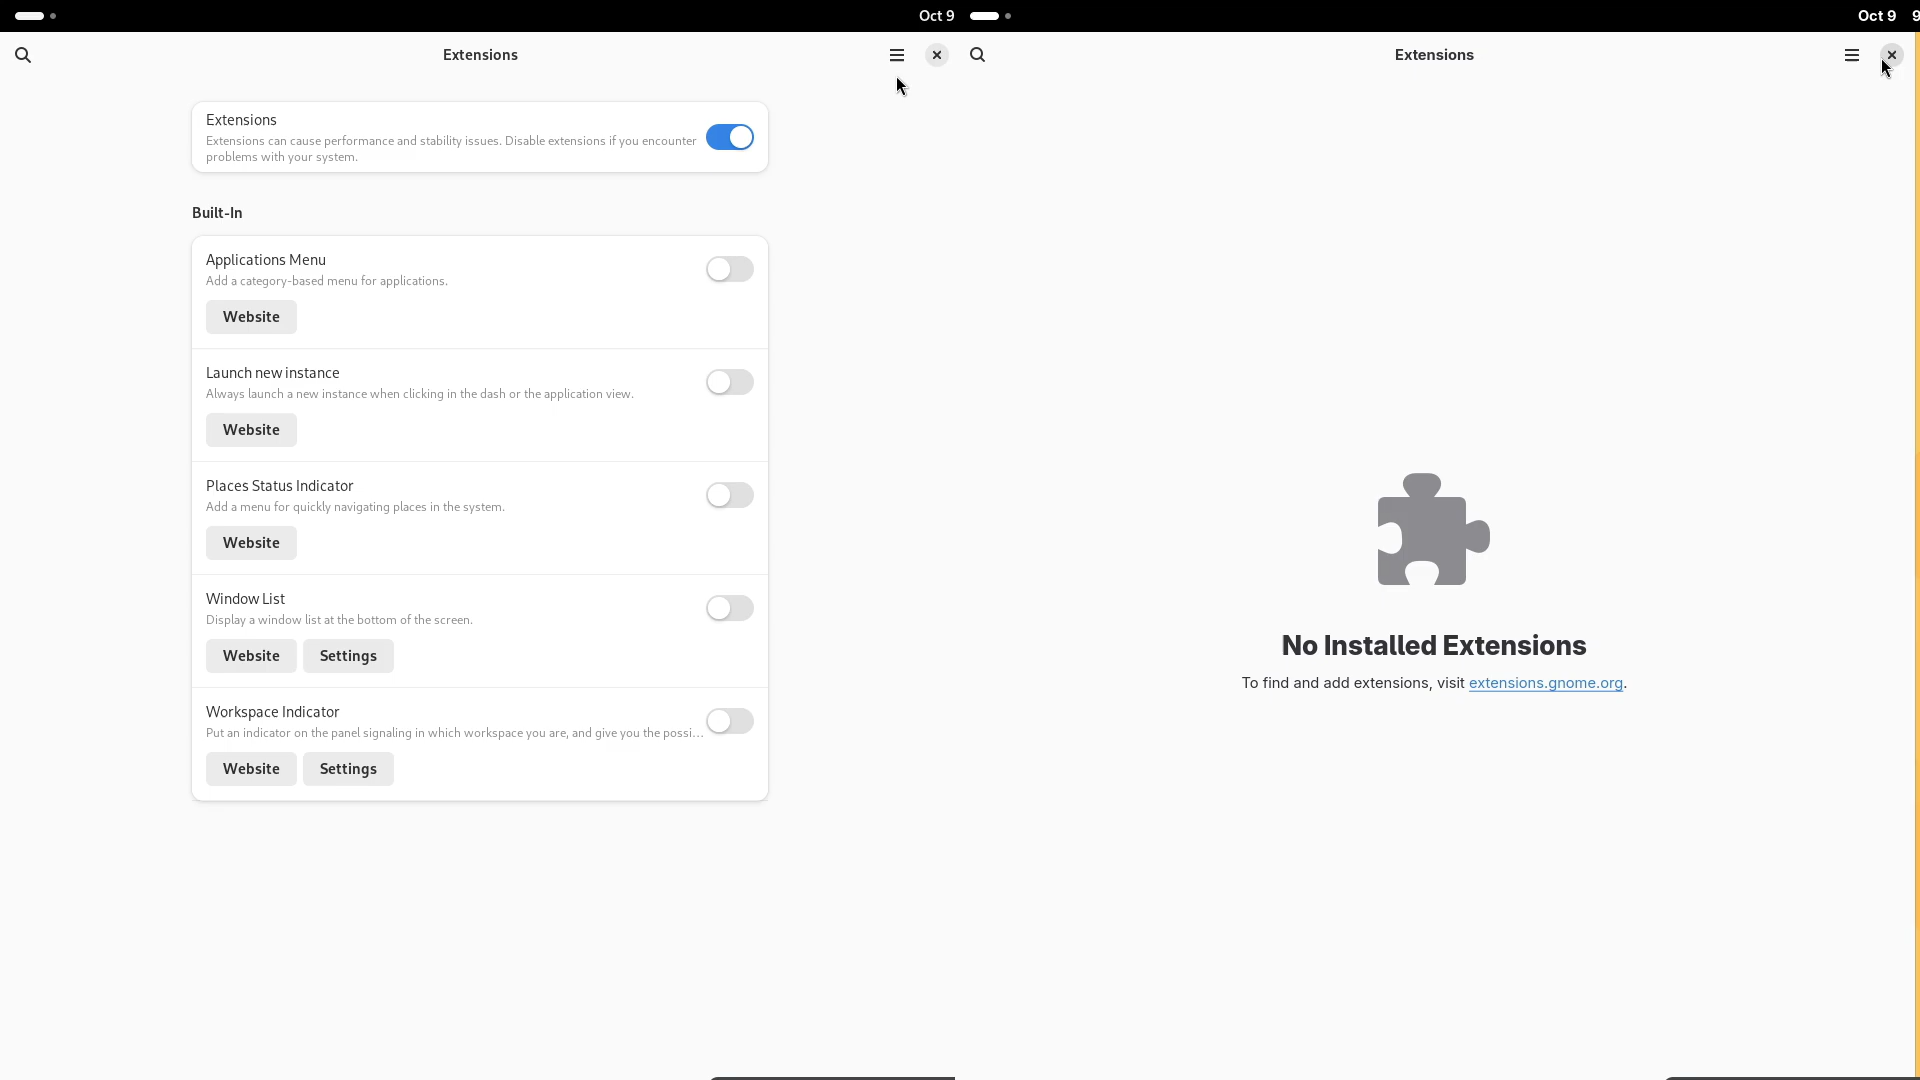 Oct 9
Oct 9 9
Extensions
Extensions
Extensions can cause performance and stability issues. Disable extensions if you encounter
problems with your system.
Built-In
Applications Menu
Add a category-based menu for applications.
Website
Launch new instance
Always launch a new instance when clicking in the dash or the application view.
Website
Places Status Indicator
Add a menu for quickly navigating places in the system.
Website
Window List
Display a window list at the bottom of the screen.
Website Settings
Workspace Indicator
Put an indicator on the panel signaling in which workspace you are, and give you the possi…
Website Settings
Extensions
No Installed Extensions
To find and add extensions, visit extensions.gnome.org.